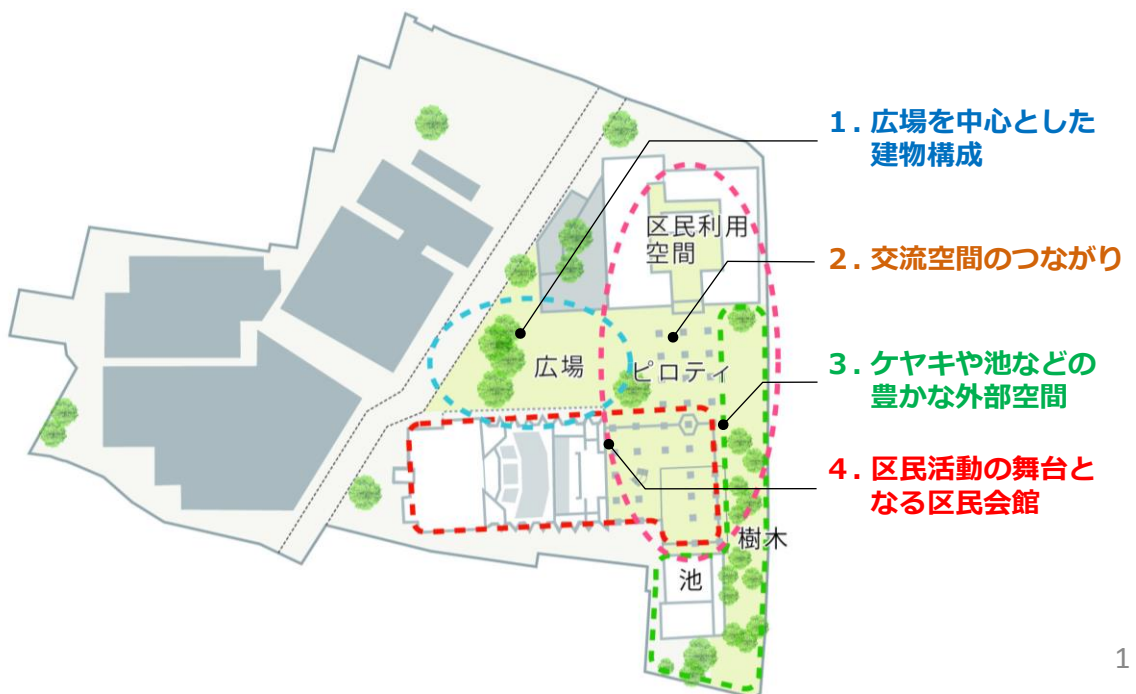 1. 広場を中心とした
建物構成
区民利用
空間
2. 交流空間のつながり
広場
ピロティ
3. ケヤキや池などの
豊かな外部空間
4. 区民活動の舞台と
なる区民会館
樹木
池
1